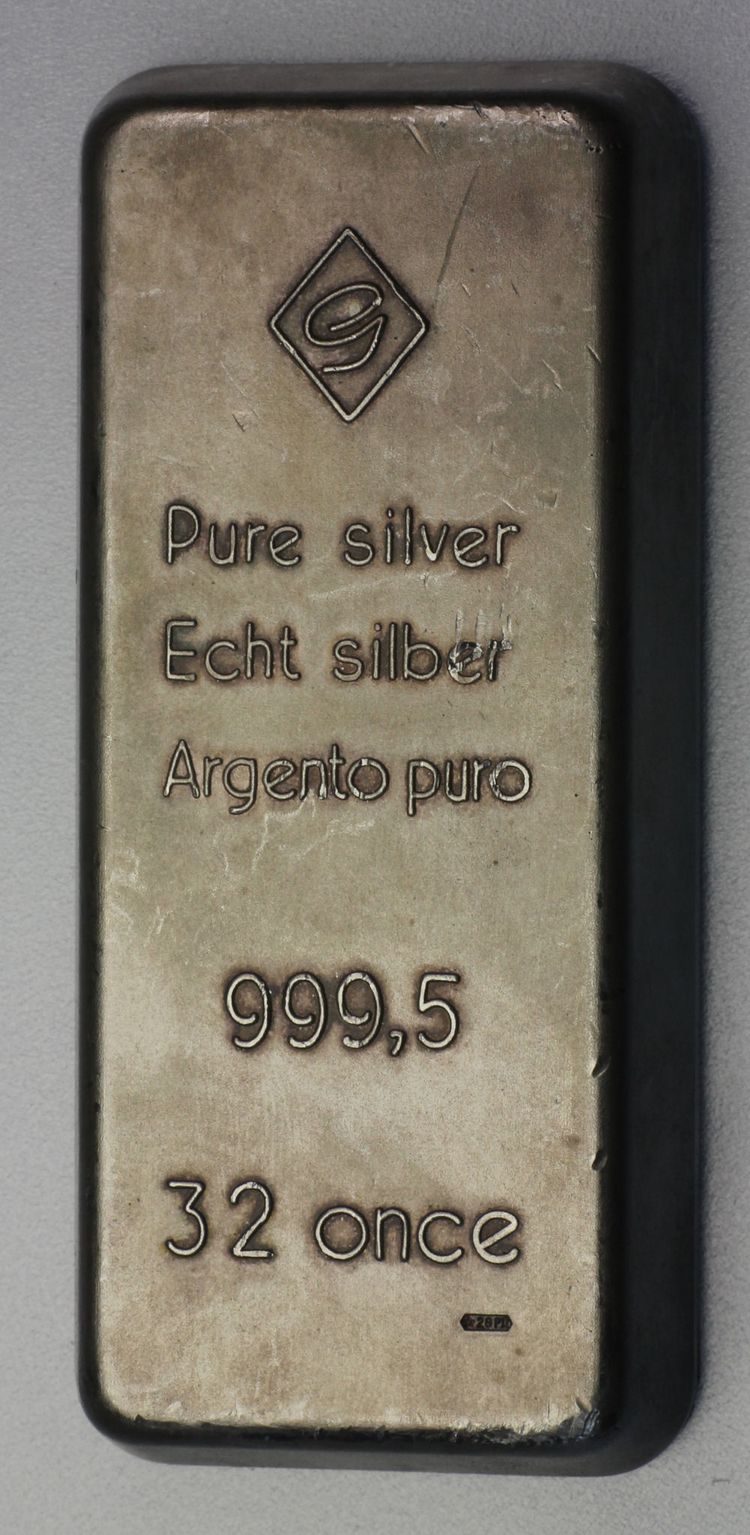 g
Pure silver
Echt silber
Argento puro
999,5
32 once